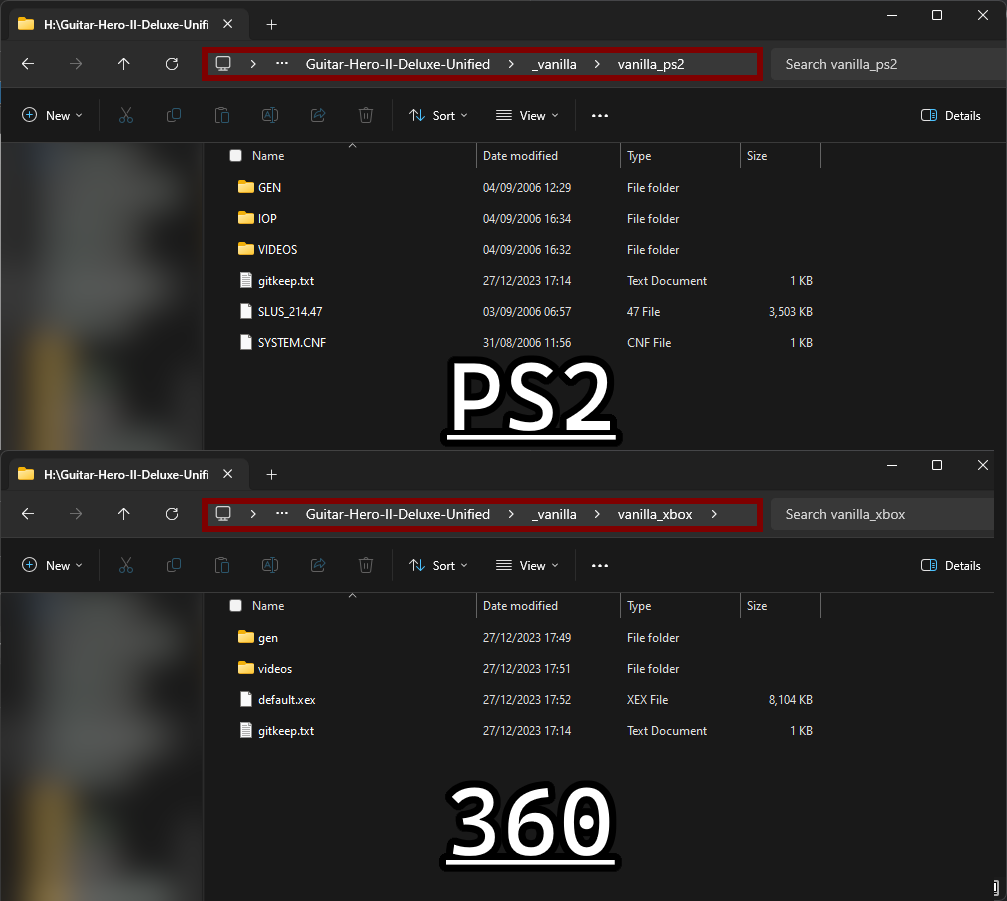 H:\Guitar-Hero-II-Deluxe-Unifi
Guitar-Hero-II-Deluxe-Unified > _vanilla > vanilla_ps2
Search vanilla_ps2
New Sort View ... Details
Name Date modified Type Size
GEN 04/09/2006 12:29 File folder
IOP 04/09/2006 16:34 File folder
VIDEOS 04/09/2006 16:32 File folder
gitkeep.txt 27/12/2023 17:14 Text Document 1 KB
SLUS_214.47 03/09/2006 06:57 47 File 3,503 KB
SYSTEM.CNF 31/08/2006 11:56 CNF File 1 KB
PS2
H:\Guitar-Hero-II-Deluxe-Unifi
Guitar-Hero-II-Deluxe-Unified > _vanilla > vanilla_xbox >
Search vanilla_xbox
New Sort View ... Details
Name Date modified Type Size
gen 27/12/2023 17:49 File folder
videos 27/12/2023 17:51 File folder
default.xex 27/12/2023 17:52 XEX File 8,104 KB
gitkeep.txt 27/12/2023 17:14 Text Document 1 KB
360